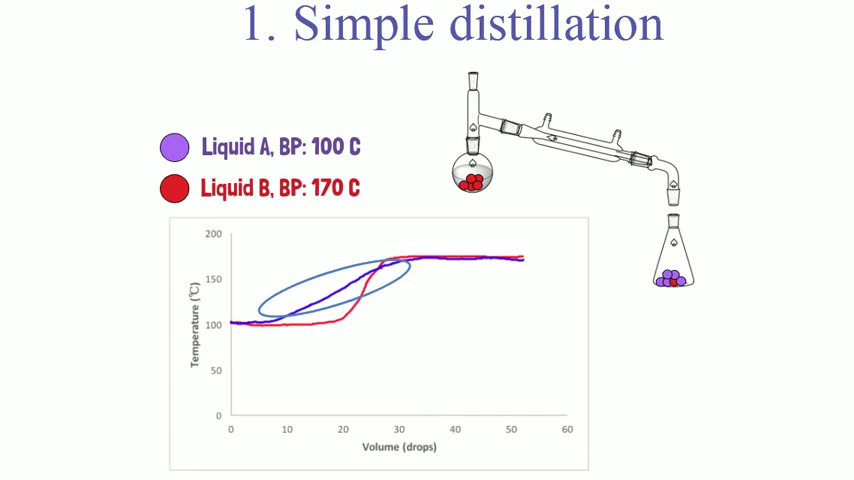 1. Simple distillation
Liquid A, BP: 100 C
Liquid B, BP: 170 C
200
150
100
50
0
Temperature (℃)
0 10 20 30 40 50 60
Volume (drops)